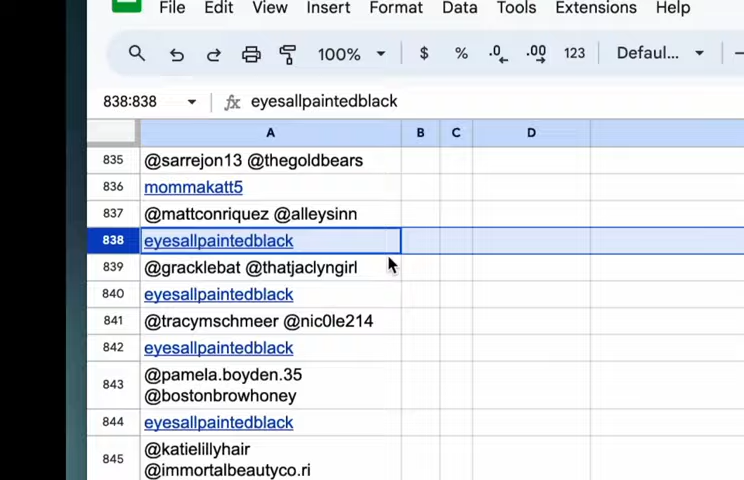 File Edit View Insert Format Data Tools Extensions Help
100% $ % .0 .00 123 Defaul...
838:838 fx eyesallpaintedblack
A B C D
835 @sarrejon13 @thegoldbears
836 mommakatt5
837 @mattconriquez @alleysinn
838 eyesallpaintedblack
839 @gracklebat @thatjaclyngirl
840 eyesallpaintedblack
841 @tracymschmeer @nic0le214
842 eyesallpaintedblack
843 @pamela.boyden.35
@bostonbrowhoney
844 eyesallpaintedblack
845 @katielillyhair
@immortalbeautyco.ri